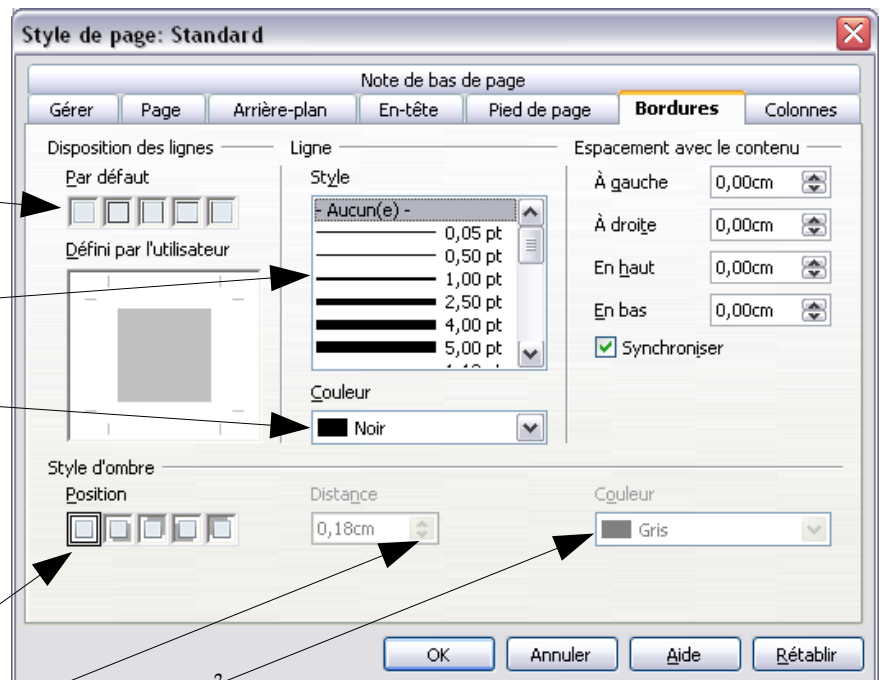 Style de page: Standard
Note de bas de page
Gérer Page Arrière-plan En-tête Pied de page Bordures Colonnes
Disposition des lignes Ligne Espacement avec le contenu
Par défaut Style À gauche 0,00cm
- Aucun(e) -
0,05 pt À droite 0,00cm
Défini par l'utilisateur 0,50 pt
1,00 pt En haut 0,00cm
2,50 pt
4,00 pt En bas 0,00cm
5,00 pt Synchroniser
Couleur
Noir
Style d'ombre
Position Distance Couleur
0,18cm Gris
OK Annuler Aide Rétablir